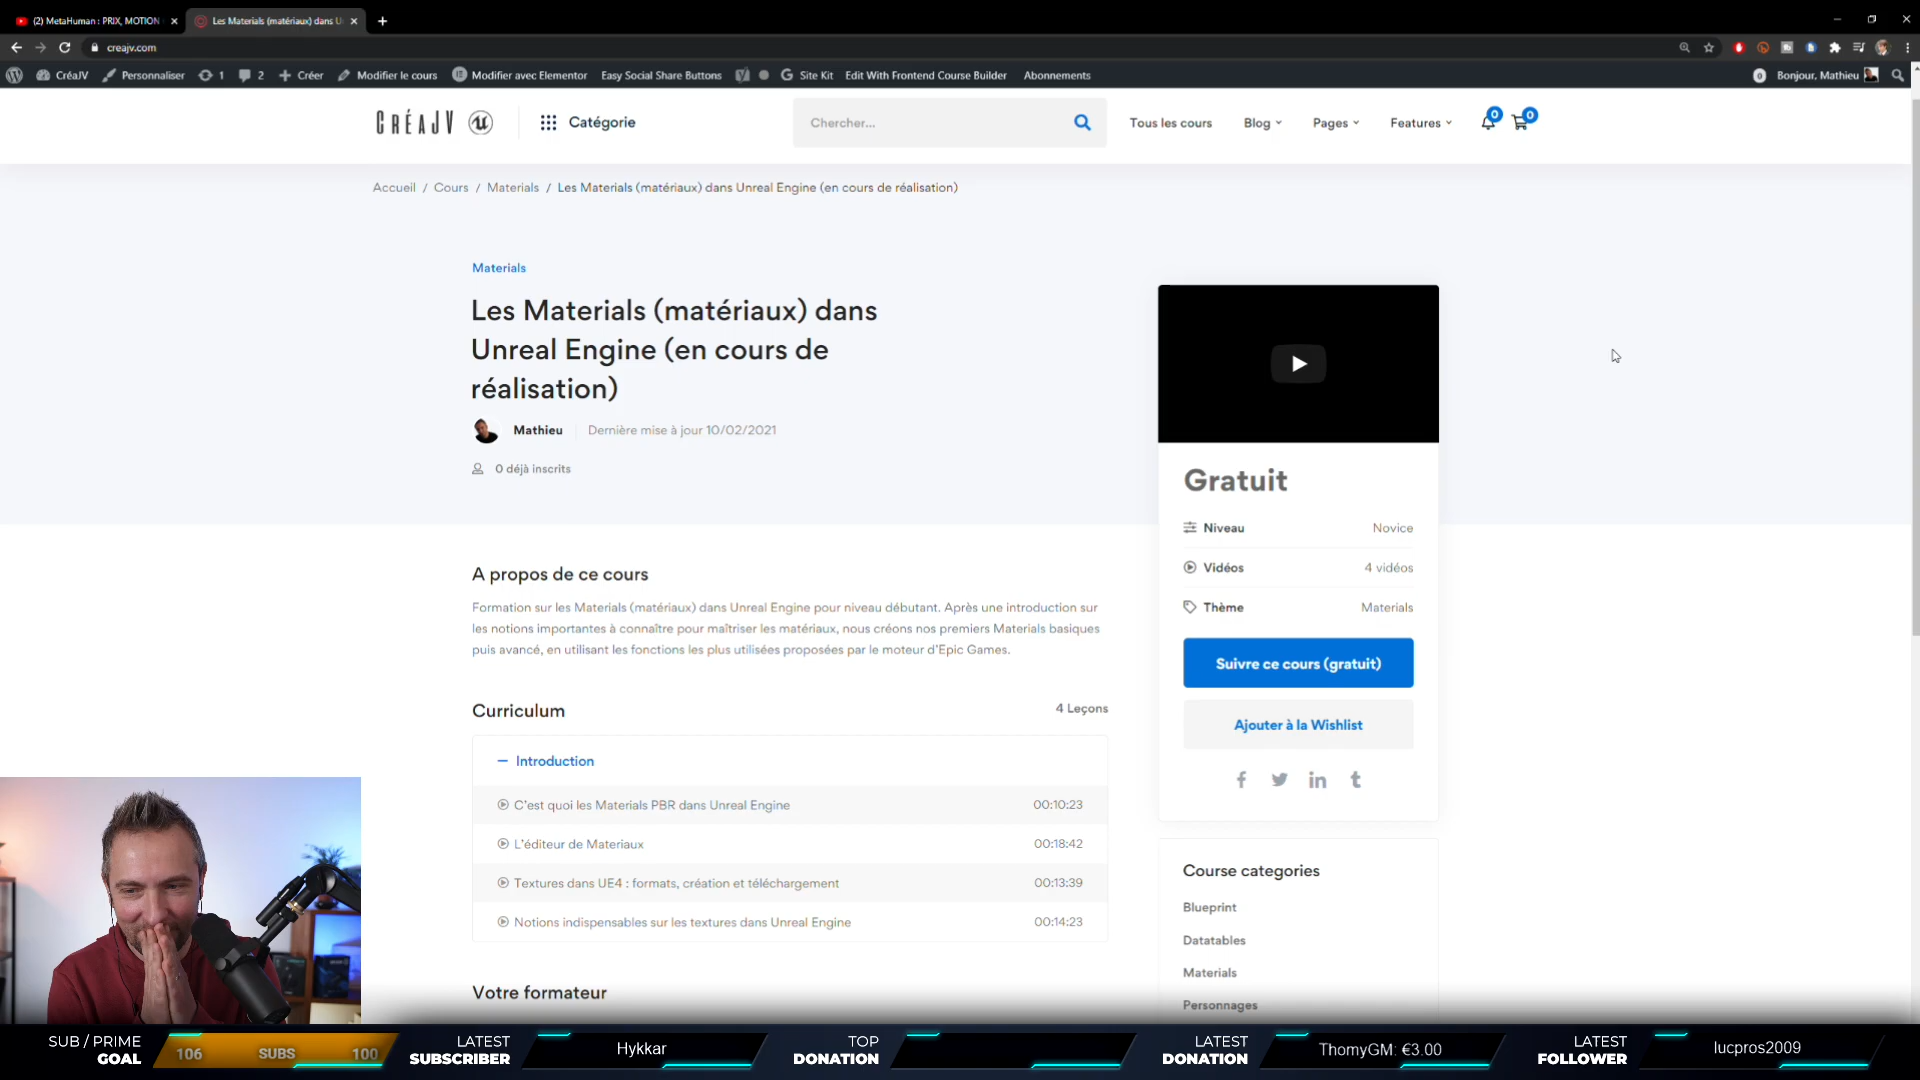 (2) MetaHuman : PRIX, MOTION
Les Materials (matériaux) dans U
creajv.com
CréaJV
Personnaliser
1
2
Créer
Modifier le cours
Modifier avec Elementor
Easy Social Share Buttons
Site Kit
Edit With Frontend Course Builder
Abonnements
0
Bonjour, Mathieu
CRÉAJV
Catégorie
Chercher...
Tous les cours
Blog
Pages
Features
0
0
Accueil / Cours / Materials / Les Materials (matériaux) dans Unreal Engine (en cours de réalisation)
Materials
Les Materials (matériaux) dans
Unreal Engine (en cours de
réalisation)
Mathieu
Dernière mise à jour 10/02/2021
0 déjà inscrits
Gratuit
Niveau
Novice
Vidéos
4 vidéos
Thème
Materials
Suivre ce cours (gratuit)
Ajouter à la Wishlist
A propos de ce cours
Formation sur les Materials (matériaux) dans Unreal Engine pour niveau débutant. Après une introduction sur
les notions importantes à connaître pour maîtriser les matériaux, nous créons nos premiers Materials basiques
puis avancé, en utilisant les fonctions les plus utilisées proposées par le moteur d'Epic Games.
Curriculum
4 Leçons
Introduction
C'est quoi les Materials PBR dans Unreal Engine
00:10:23
L'éditeur de Materiaux
00:18:42
Textures dans UE4 : formats, création et téléchargement
00:13:39
Notions indispensables sur les textures dans Unreal Engine
00:14:23
Votre formateur
Course categories
Blueprint
Datatables
Materials
Personnages
SUB / PRIME
GOAL
106
SUBS
100
LATEST
SUBSCRIBER
Hykkar
TOP
DONATION
LATEST
DONATION
ThomyGM: €3.00
LATEST
FOLLOWER
lucpros2009